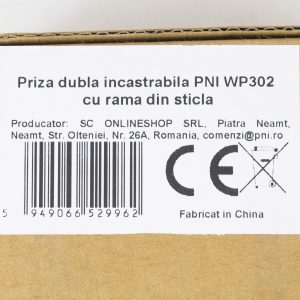 Priza dubla incastrabila PNI WP302
cu rama din sticla
Producator: SC ONLINESHOP SRL, Piatra Neamt,
Neamt, Str. Olteniei, Nr. 26A, Romania, comenzi@pni.ro
5 949066 529962
CE
Fabricat in China